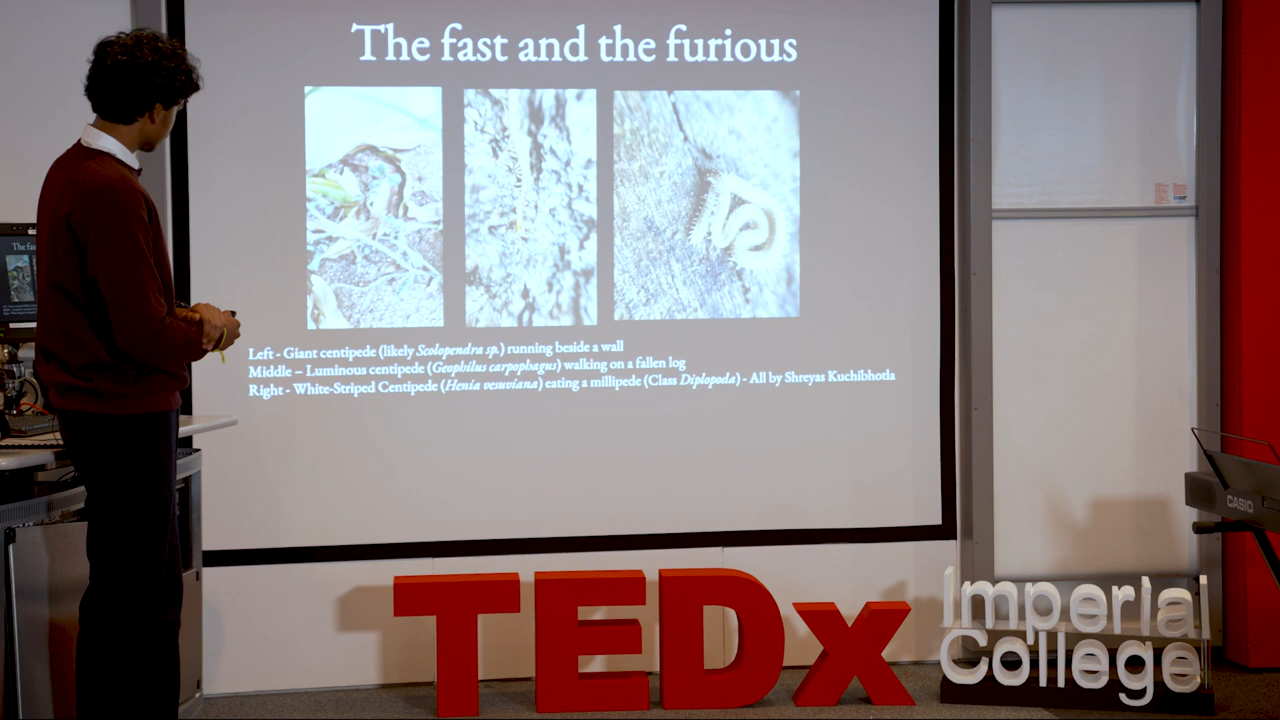 The fast and the furious
Left - Giant centipede (likely Scolopendra sp.) running beside a wall
Middle – Luminous centipede (Geophilus carpophagus) walking on a fallen log
Right - White-Striped Centipede (Henia vesuviana) eating a millipede (Class Diplopoda) - All by Shreyas Kuchibhotla
The fas
CASIO
TEDx
Imperial
College